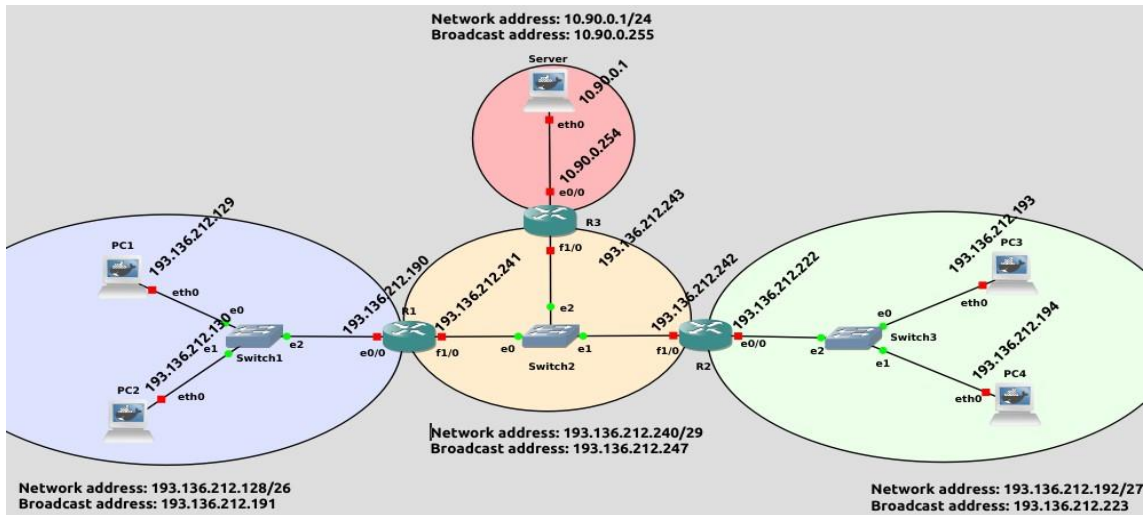 Network address: 10.90.0.1/24
Broadcast address: 10.90.0.255
Server
10.90.0.1
eth0
10.90.0.254
e0/0
R3
193.136.212.243
f1/0
193.136.212.129
PC1
eth0
e0
193.136.212.130
e1
Switch1
e2
PC2
eth0
193.136.212.190
e0/0
R1
193.136.212.241
f1/0
e2
e0
e1
Switch2
193.136.212.242
f1/0
R2
193.136.212.222
e0/0
193.136.212.193
PC3
eth0
e0
Switch3
e2
e1
193.136.212.194
PC4
eth0
Network address: 193.136.212.240/29
Broadcast address: 193.136.212.247
Network address: 193.136.212.128/26
Broadcast address: 193.136.212.191
Network address: 193.136.212.192/27
Broadcast address: 193.136.212.223